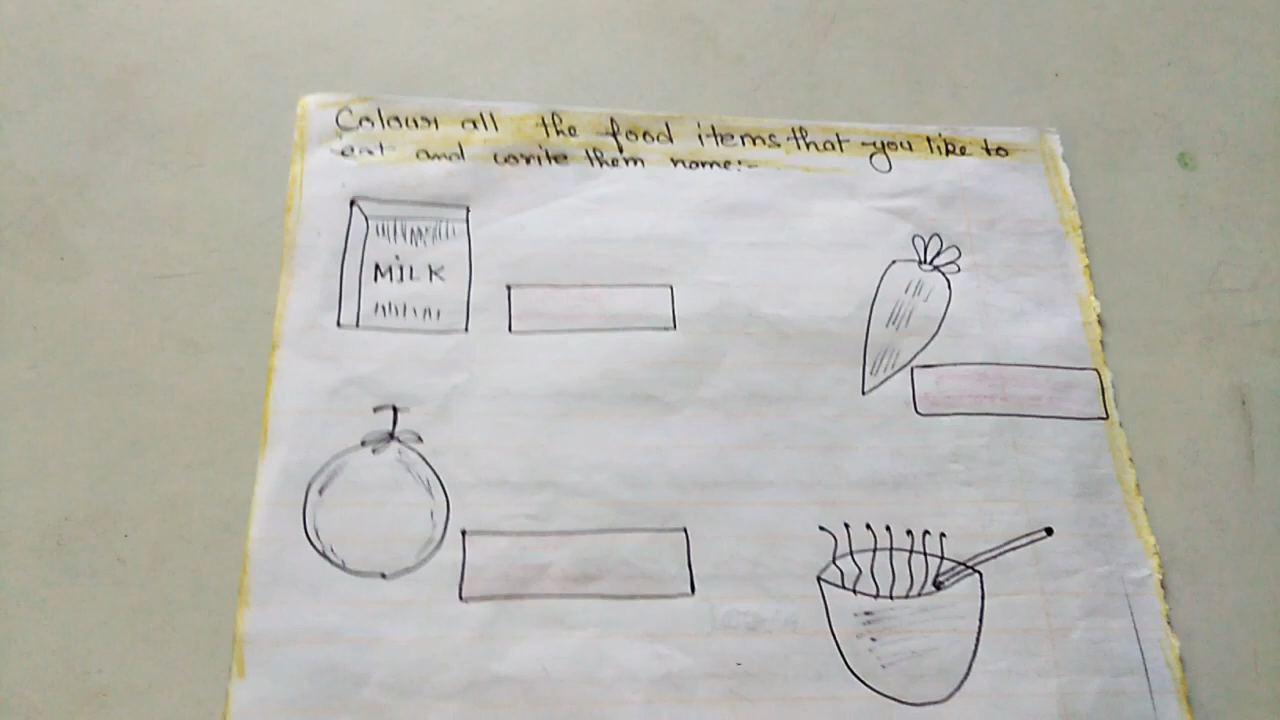 Colour all the food items that you like to
eat and write them name:-
MILK